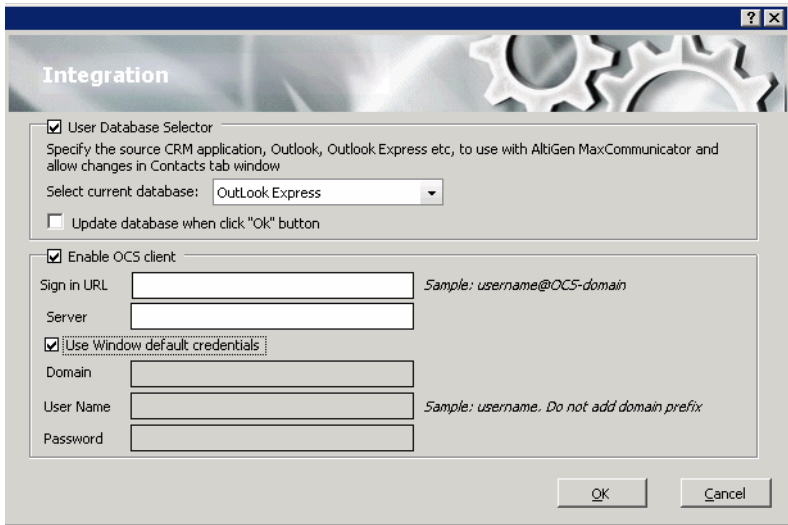 Integration
User Database Selector
Specify the source CRM application, Outlook, Outlook Express etc, to use with AltiGen MaxCommunicator and
allow changes in Contacts tab window
Select current database: OutLook Express
Update database when click "Ok" button
Enable OCS client
Sign in URL Sample: username@OCS-domain
Server
Use Window default credentials
Domain
User Name Sample: username. Do not add domain prefix
Password
OK Cancel